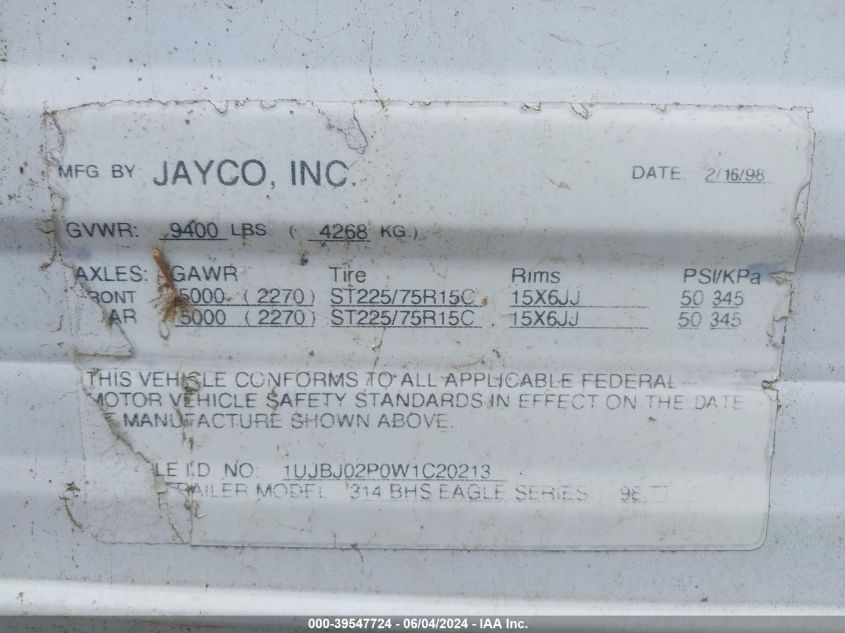 MFG BY JAYCO, INC. DATE 2/16/98
GVWR: 9400 LBS ( 4268 KG )
AXLES: GAWR Tire Rims PSI/KPa
RONT 5000 ( 2270 ) ST225/75R15C 15X6JJ 50 345
AR 5000 ( 2270 ) ST225/75R15C 15X6JJ 50 345
THIS VEHICLE CONFORMS TO ALL APPLICABLE FEDERAL
MOTOR VEHICLE SAFETY STANDARDS IN EFFECT ON THE DATE
F MANUFACTURE SHOWN ABOVE.
LE I.D NO: 1UJBJ02P0W1C20213
TRAILER MODEL 314 BHS EAGLE SERIES 98
000-39547724 - 06/04/2024 - IAA Inc.